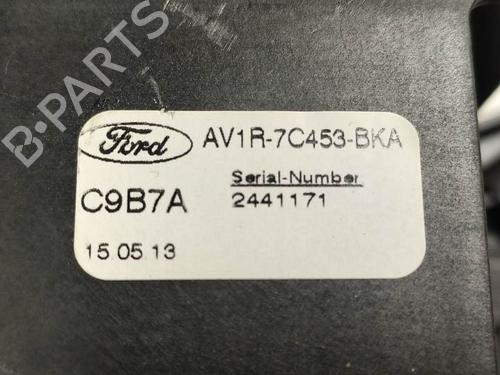 Ford AV1R-7C453-BKA
Serial-Number
C9B7A 2441171
15.05.13
B-PARTS